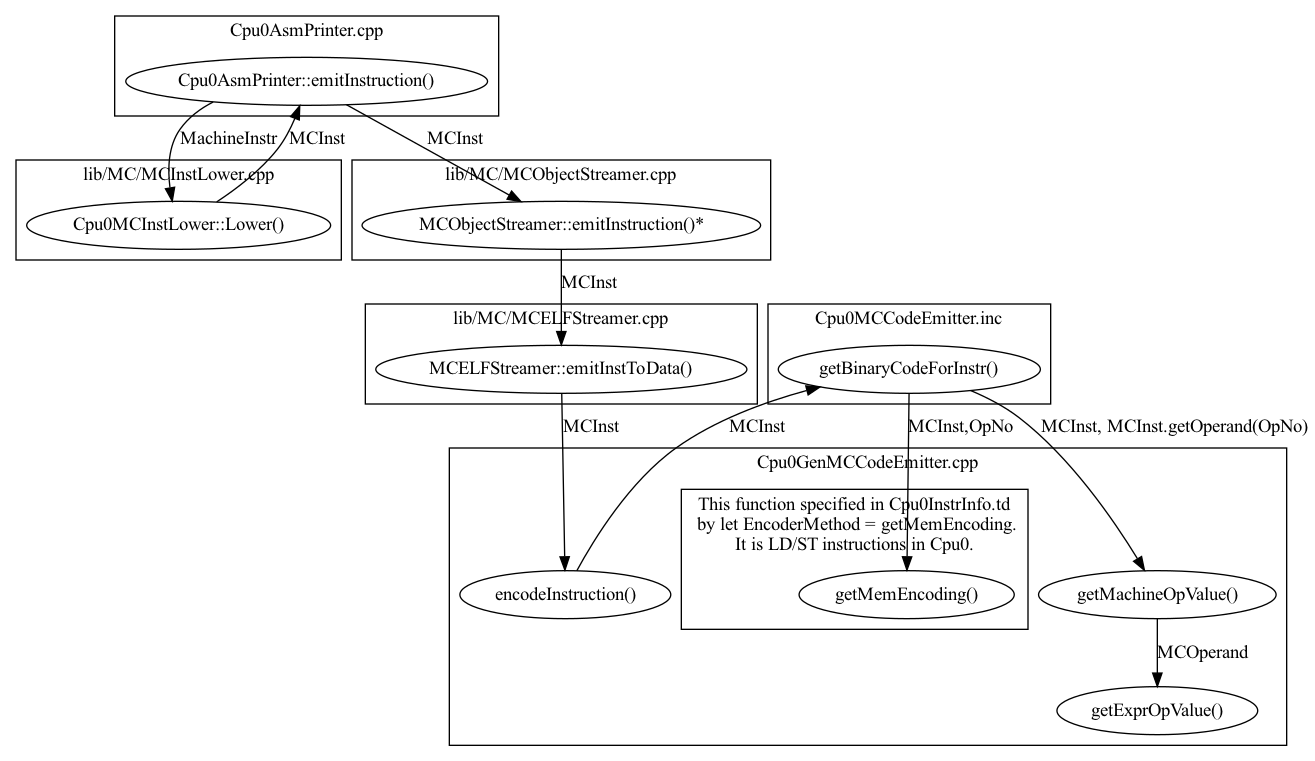 Cpu0AsmPrinter.cpp
Cpu0AsmPrinter::emitInstruction()
MachineInstr
MCInst
MCInst
lib/MC/MCInstLower.cpp
lib/MC/MCObjectStreamer.cpp
Cpu0MCInstLower::Lower()
MCObjectStreamer::emitInstruction()*
MCInst
lib/MC/MCELFStreamer.cpp
Cpu0MCCodeEmitter.inc
MCELFStreamer::emitInstToData()
getBinaryCodeForInstr()
MCInst
MCInst
MCInst,OpNo
MCInst, MCInst.getOperand(OpNo)
Cpu0GenMCCodeEmitter.cpp
This function specified in Cpu0InstrInfo.td
by let EncoderMethod = getMemEncoding.
It is LD/ST instructions in Cpu0.
encodeInstruction()
getMemEncoding()
getMachineOpValue()
MCOperand
getExprOpValue()